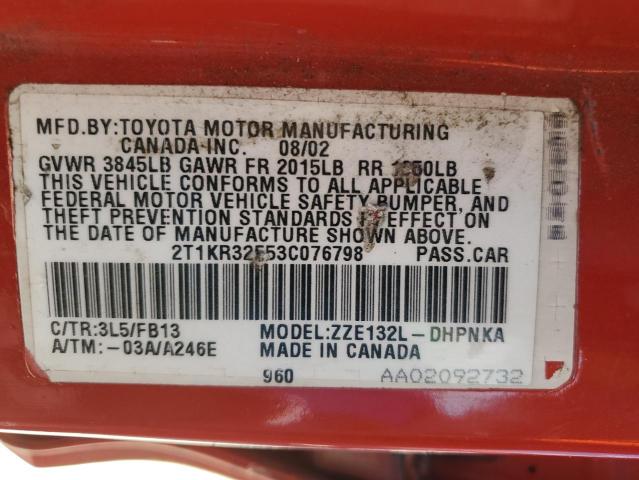 MFD.BY:TOYOTA MOTOR MANUFACTURING
CANADA INC. 08/02
GVWR 3845LB GAWR FR 2015LB RR LB
THIS VEHICLE CONFORMS TO ALL APPLICABLE
FEDERAL MOTOR VEHICLE SAFETY, BUMPER, AND
THEFT PREVENTION STANDARDS IN EFFECT ON
THE DATE OF MANUFACTURE SHOWN ABOVE.
PASS.CAR
C/TR:3L5/FB13 MODEL:ZZE132L-DHPNKA
A/TM:-03A/A246E MADE IN CANADA
960 AA02092732